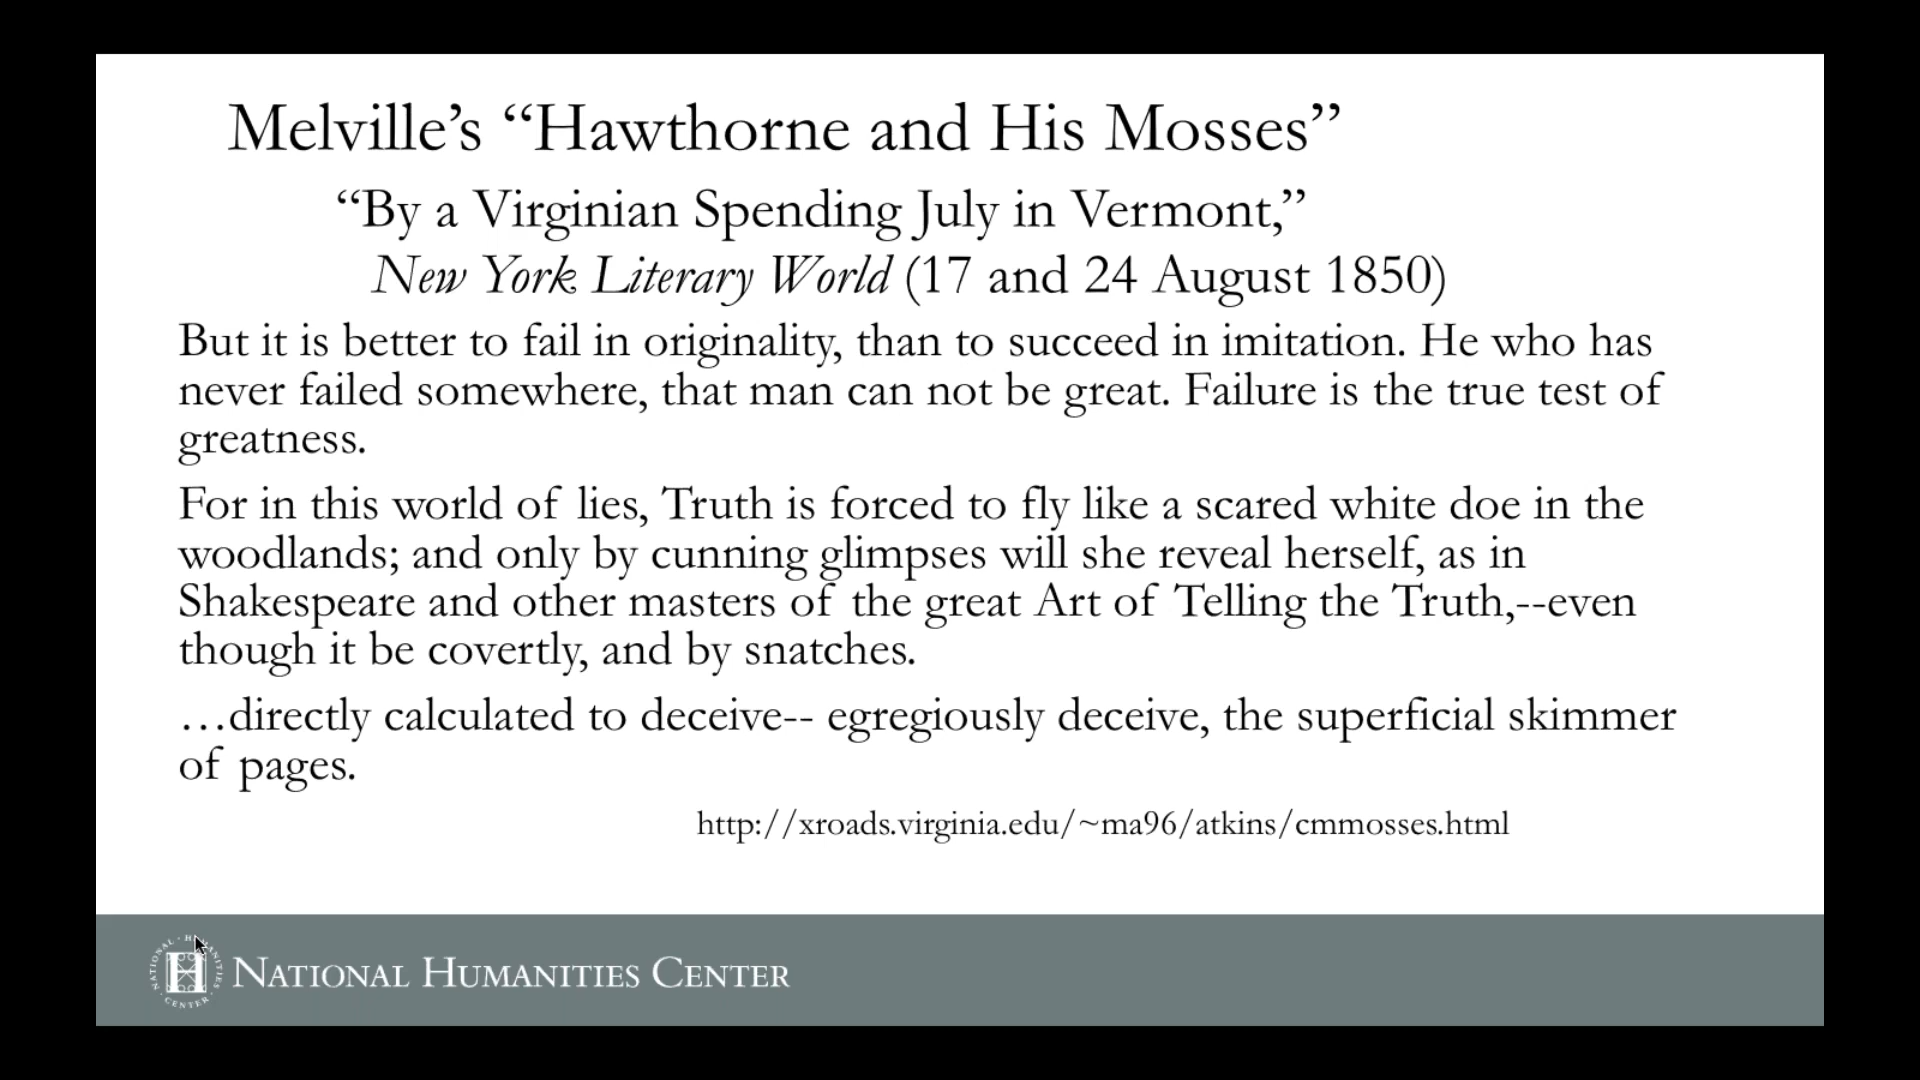 Melville’s “Hawthorne and His Mosses”
“By a Virginian Spending July in Vermont,”
New York Literary World (17 and 24 August 1850)
But it is better to fail in originality, than to succeed in imitation. He who has
never failed somewhere, that man can not be great. Failure is the true test of
greatness.
For in this world of lies, Truth is forced to fly like a scared white doe in the
woodlands; and only by cunning glimpses will she reveal herself, as in
Shakespeare and other masters of the great Art of Telling the Truth,--even
though it be covertly, and by snatches.
…directly calculated to deceive-- egregiously deceive, the superficial skimmer
of pages.
http://xroads.virginia.edu/~ma96/atkins/cmmosses.html
NATIONAL · HUMANITIES · CENTER ·
H
NATIONAL HUMANITIES CENTER